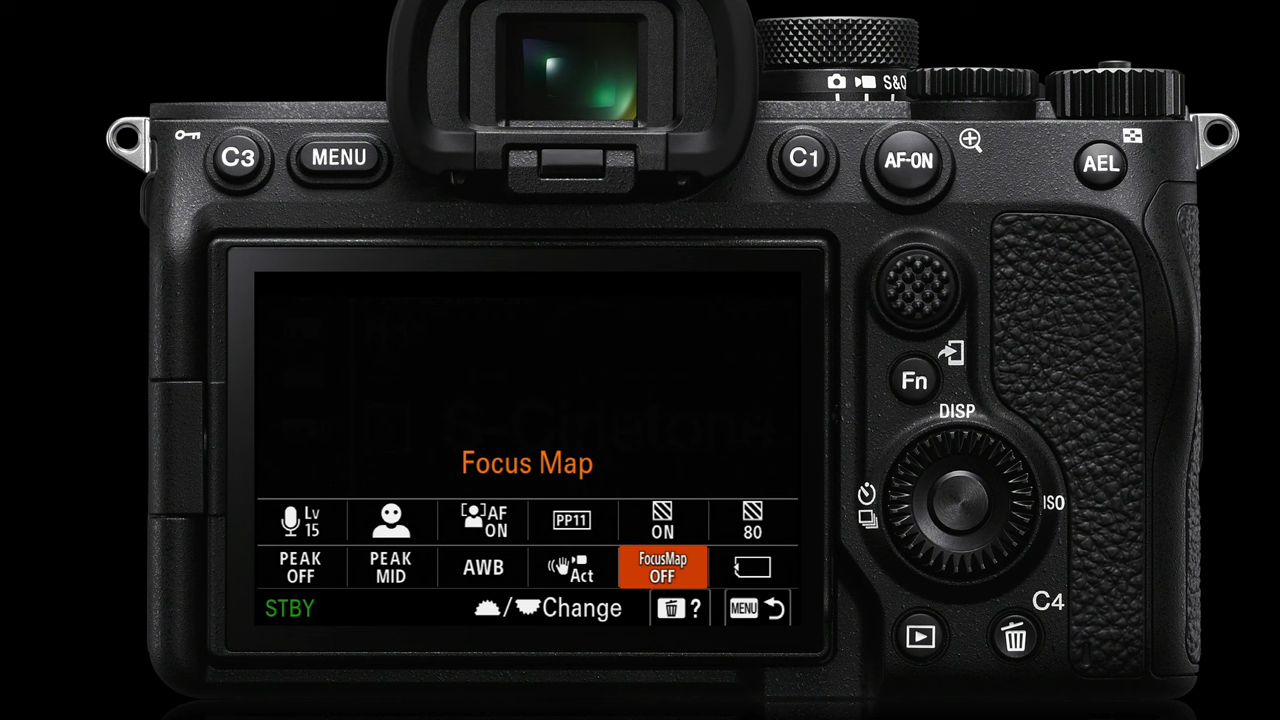 S&Q
C3
MENU
C1
AF-ON
AEL
Fn
DISP
ISO
S-Cinetone
Focus Map
Lv
15
AF
ON
PP11
ON
80
PEAK
OFF
PEAK
MID
AWB
Act
FocusMap
OFF
STBY
/
Change
?
MENU
C4